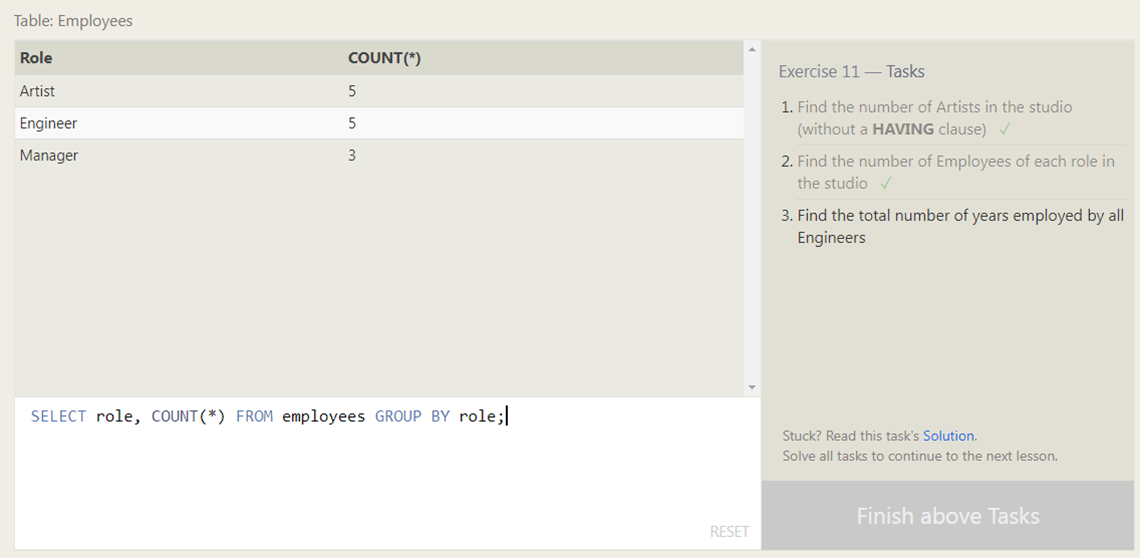 Table: Employees
Role COUNT(*)
Artist 5
Engineer 5
Manager 3
SELECT role, COUNT(*) FROM employees GROUP BY role;
RESET
Exercise 11 — Tasks
1. Find the number of Artists in the studio
(without a HAVING clause) ✓
2. Find the number of Employees of each role in
the studio ✓
3. Find the total number of years employed by all
Engineers
Stuck? Read this task's Solution.
Solve all tasks to continue to the next lesson.
Finish above Tasks